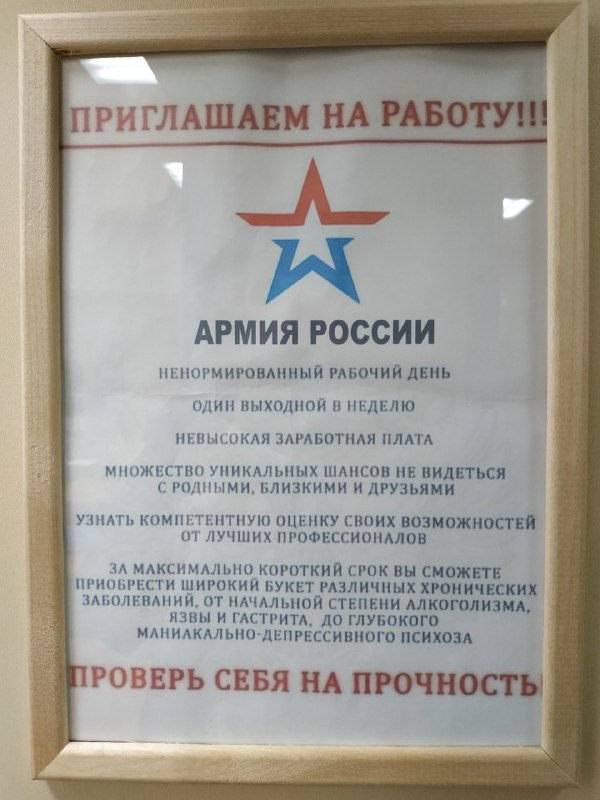 ПРИГЛАШАЕМ НА РАБОТУ!!!
АРМИЯ РОССИИ
НЕНОРМИРОВАННЫЙ РАБОЧИЙ ДЕНЬ
ОДИН ВЫХОДНОЙ В НЕДЕЛЮ
НЕВЫСОКАЯ ЗАРАБОТНАЯ ПЛАТА
МНОЖЕСТВО УНИКАЛЬНЫХ ШАНСОВ НЕ ВИДЕТЬСЯ
С РОДНЫМИ, БЛИЗКИМИ И ДРУЗЬЯМИ
УЗНАТЬ КОМПЕТЕНТНУЮ ОЦЕНКУ СВОИХ ВОЗМОЖНОСТЕЙ
ОТ ЛУЧШИХ ПРОФЕССИОНАЛОВ
ЗА МАКСИМАЛЬНО КОРОТКИЙ СРОК ВЫ СМОЖЕТЕ
ПРИОБРЕСТИ ШИРОКИЙ БУКЕТ РАЗЛИЧНЫХ ХРОНИЧЕСКИХ
ЗАБОЛЕВАНИЙ, ОТ НАЧАЛЬНОЙ СТЕПЕНИ АЛКОГОЛИЗМА,
ЯЗВЫ И ГАСТРИТА, ДО ГЛУБОКОГО
МАНИАКАЛЬНО-ДЕПРЕССИВНОГО ПСИХОЗА
ПРОВЕРЬ СЕБЯ НА ПРОЧНОСТЬ!